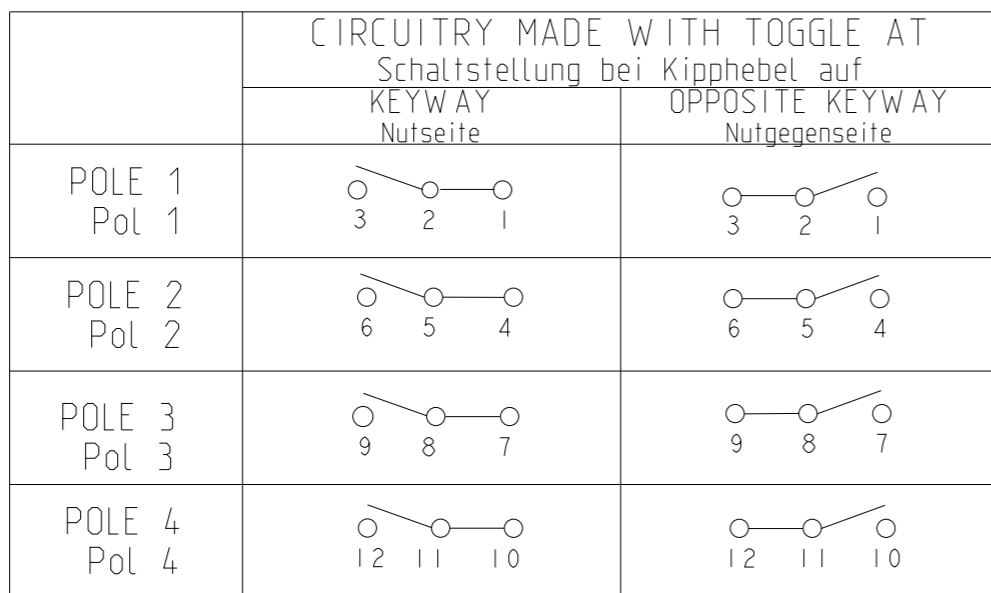 CIRCUITRY MADE WITH TOGGLE AT
Schaltstellung bei Kipphebel auf
KEYWAY OPPOSITE KEYWAY
Nutseite Nutgegenseite
POLE 1
Pol 1
3 2 1 3 2 1
POLE 2
Pol 2
6 5 4 6 5 4
POLE 3
Pol 3
9 8 7 9 8 7
POLE 4
Pol 4
12 11 10 12 11 10